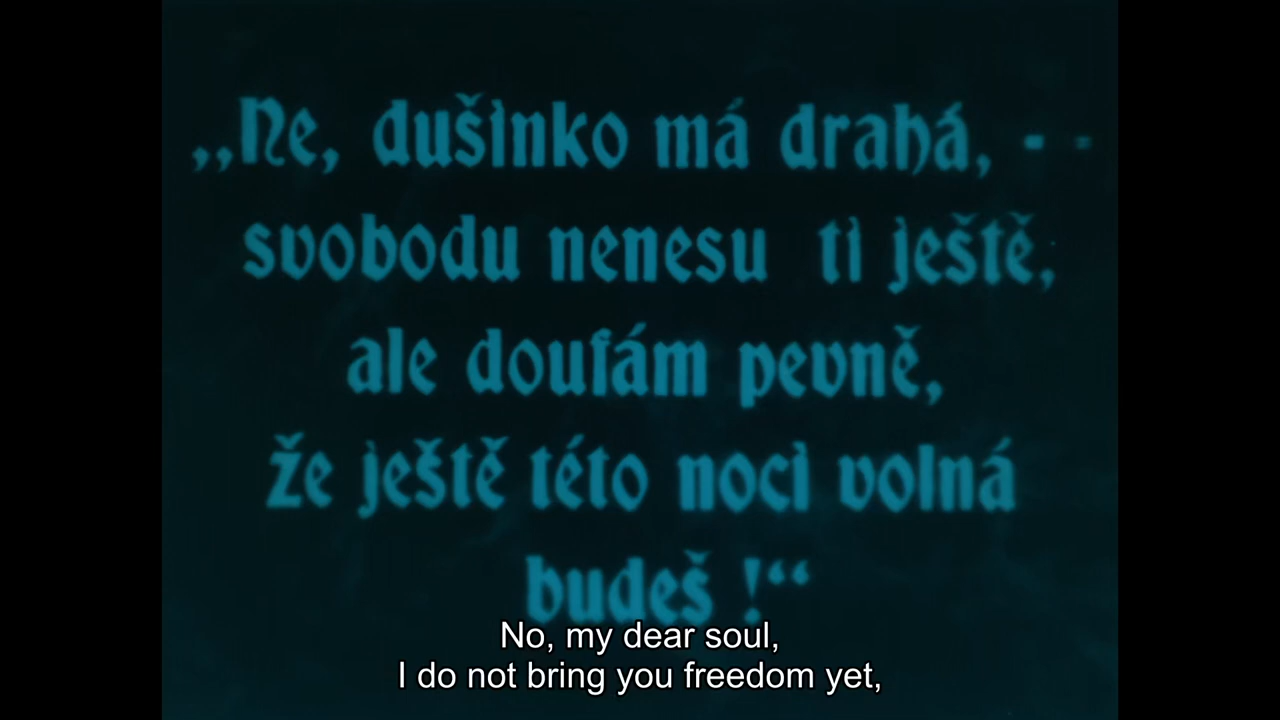 „Ne, dušinko má drahá, - -
svobodu nenesu ti ještě,
ale doufám pevně,
že ještě této noci volná
budeš !“
No, my dear soul,
I do not bring you freedom yet,